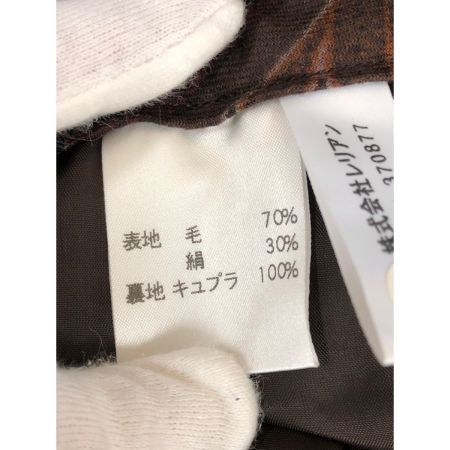 表地 毛 70%
絹 30%
裏地 キュプラ 100%
株式会社レリアン
370877